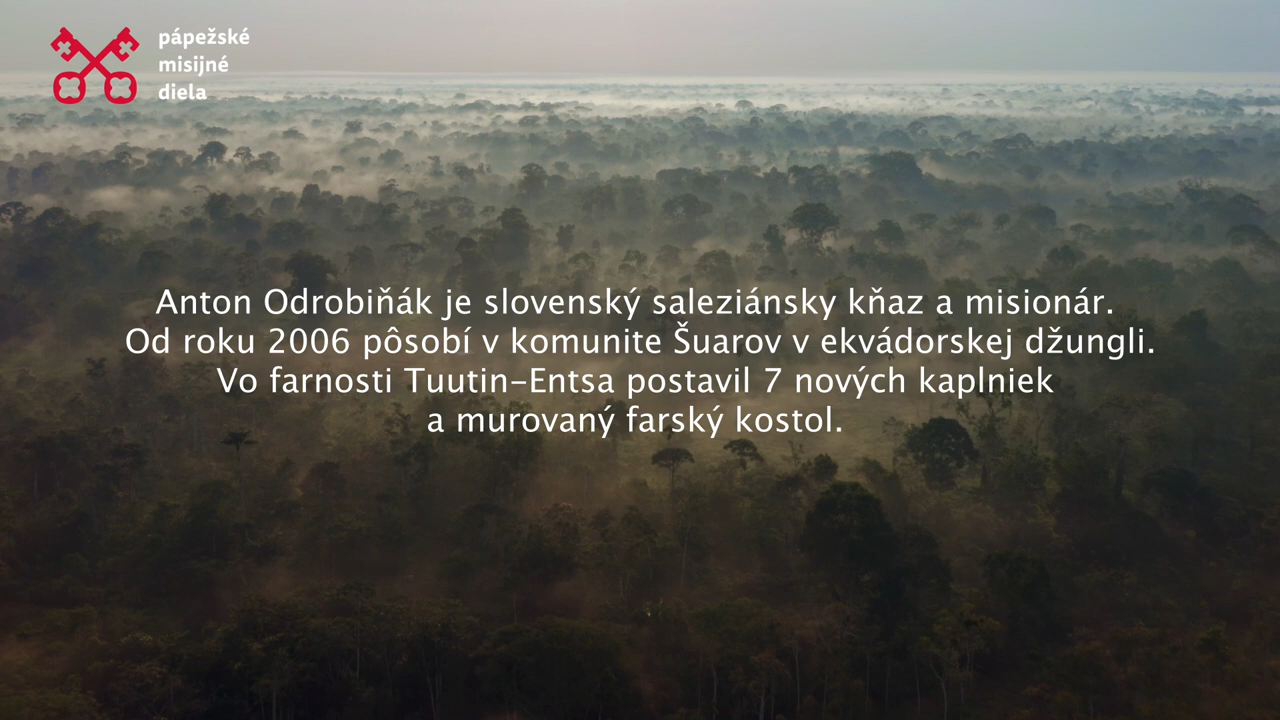 pápežské
misijné
diela
Anton Odrobiňák je slovenský saleziánsky kňaz a misionár.
Od roku 2006 pôsobí v komunite Šuarov v ekvádorskej džungli.
Vo farnosti Tuutin–Entsa postavil 7 nových kaplniek
a murovaný farský kostol.